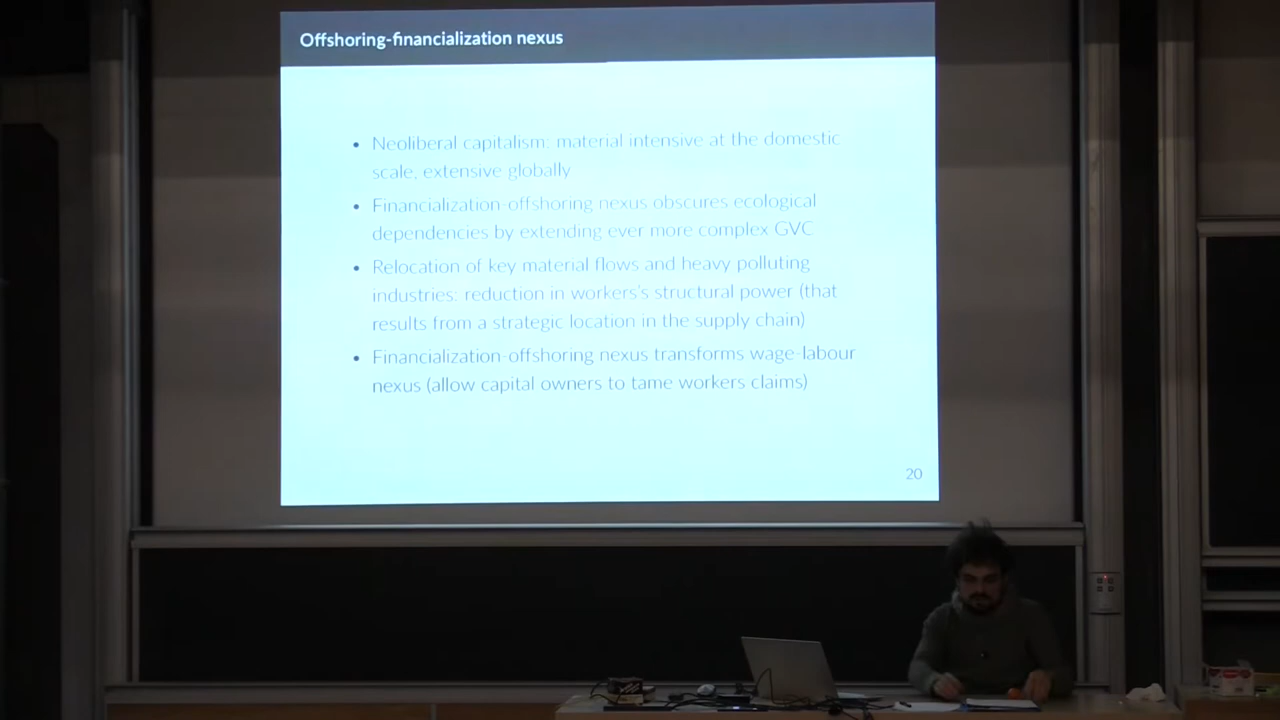 Offshoring-financialization nexus
• Neoliberal capitalism: material intensive at the domestic
scale, extensive globally
• Financialization-offshoring nexus obscures ecological
dependencies by extending ever more complex GVC
• Relocation of key material flows and heavy polluting
industries: reduction in workers's structural power (that
results from a strategic location in the supply chain)
• Financialization-offshoring nexus transforms wage-labour
nexus (allow capital owners to tame workers claims)
20